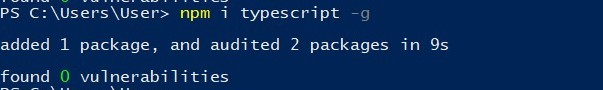 PS C:\Users\User> npm i typescript -g
added 1 package, and audited 2 packages in 9s
found 0 vulnerabilities